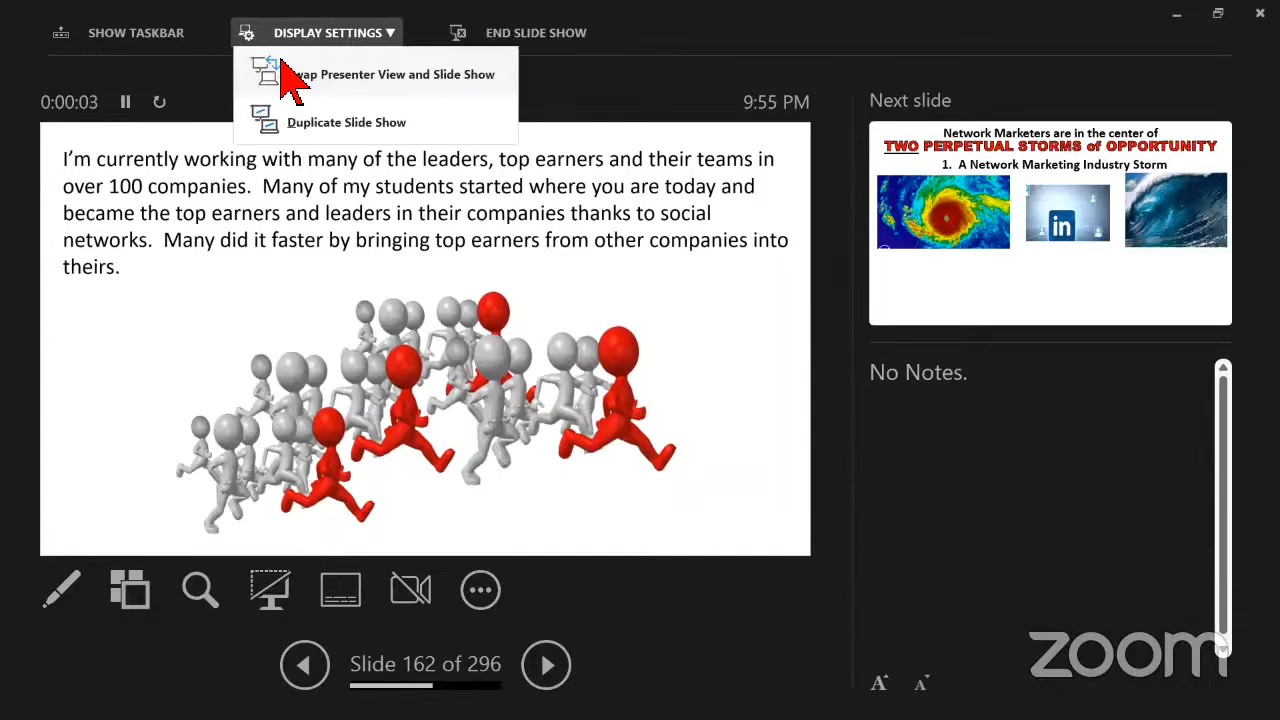 SHOW TASKBAR
DISPLAY SETTINGS ▼
END SLIDE SHOW
Presenter View and Slide Show
Duplicate Slide Show
0:00:03
9:55 PM
I'm currently working with many of the leaders, top earners and their teams in
over 100 companies. Many of my students started where you are today and
became the top earners and leaders in their companies thanks to social
networks. Many did it faster by bringing top earners from other companies into
theirs.
Slide 162 of 296
Next slide
Network Marketers are in the center of
TWO PERPETUAL STORMS of OPPORTUNITY
1. A Network Marketing Industry Storm
in
No Notes.
A A
zoom